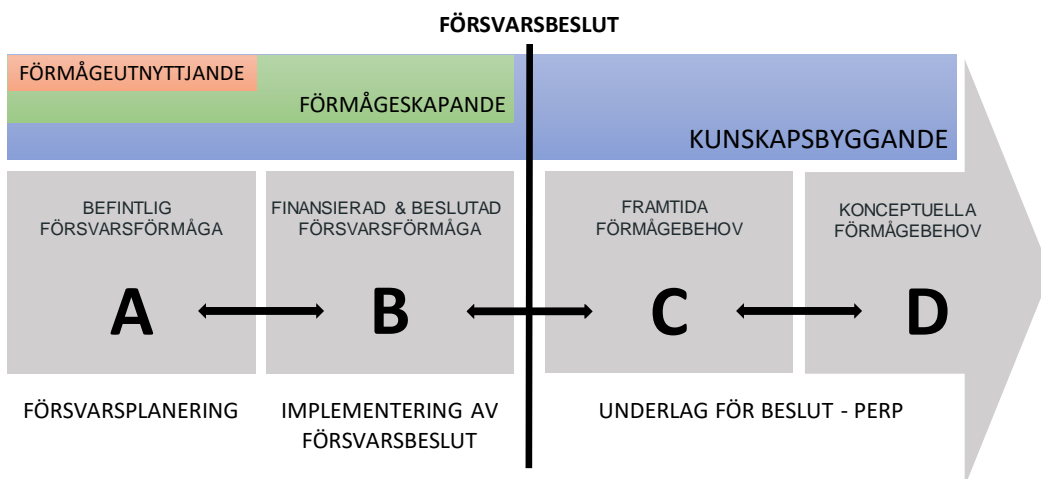 FÖRSVARSBESLUT
FÖRMÅGEUTNYTTJANDE
FÖRMÅGESKAPANDE
KUNSKAPSBYGGANDE
BEFINTLIG
FÖRSVARSFÖRMÅGA
A
FINANSIERAD & BESLUTAD
FÖRSVARSFÖRMÅGA
B
FRAMTIDA
FÖRMÅGEBEHOV
C
KONCEPTUELLA
FÖRMÅGEBEHOV
D
FÖRSVARSPLANERING
IMPLEMENTERING AV
FÖRSVARSBESLUT
UNDERLAG FÖR BESLUT - PERP